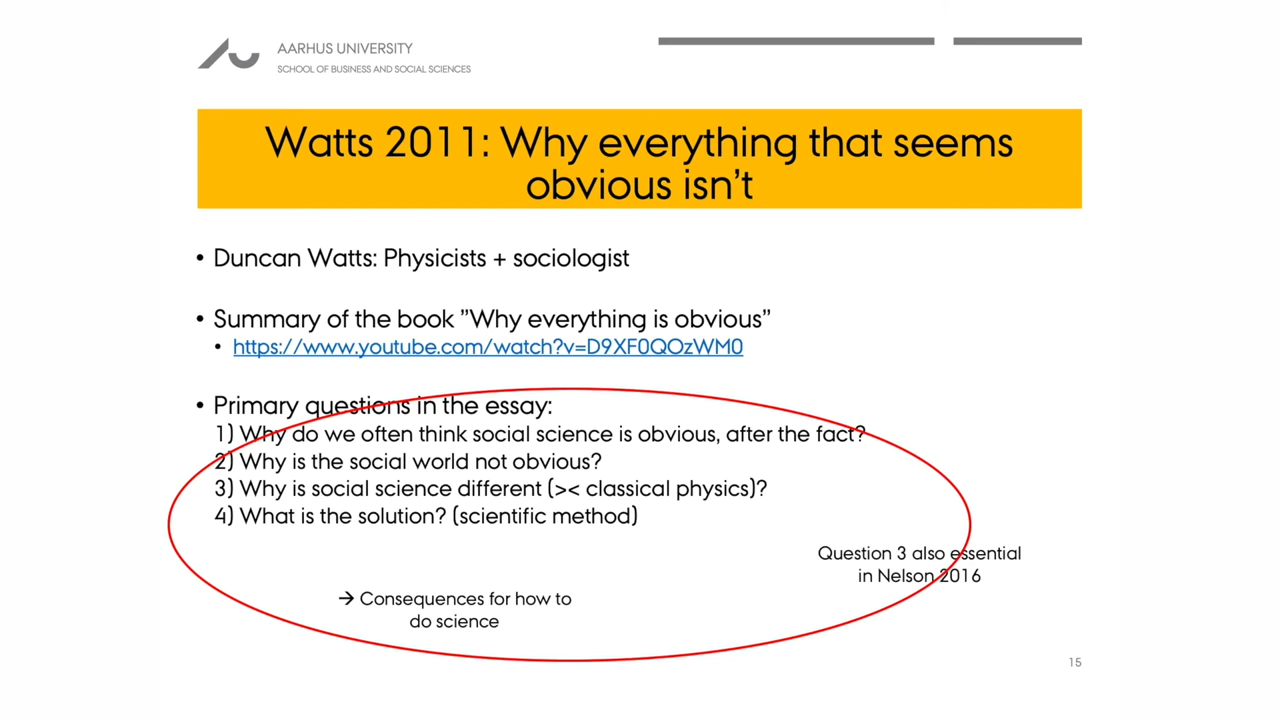 AARHUS UNIVERSITY
SCHOOL OF BUSINESS AND SOCIAL SCIENCES
Watts 2011: Why everything that seems
obvious isn't
• Duncan Watts: Physicists + sociologist
• Summary of the book ”Why everything is obvious”
• https://www.youtube.com/watch?v=D9XF0QOzWM0
• Primary questions in the essay:
1) Why do we often think social science is obvious, after the fact?
2) Why is the social world not obvious?
3) Why is social science different (>< classical physics)?
4) What is the solution? (scientific method)
Question 3 also essential
in Nelson 2016
→ Consequences for how to
do science
15